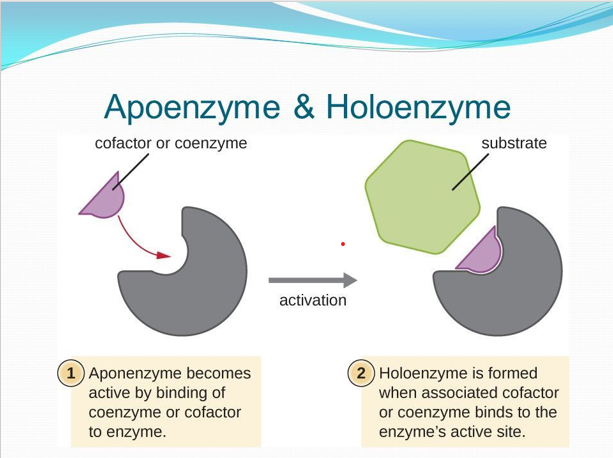 Apoenzyme & Holoenzyme
cofactor or coenzyme
substrate
activation
1 Aponenzyme becomes
active by binding of
coenzyme or cofactor
to enzyme.
2 Holoenzyme is formed
when associated cofactor
or coenzyme binds to the
enzyme’s active site.